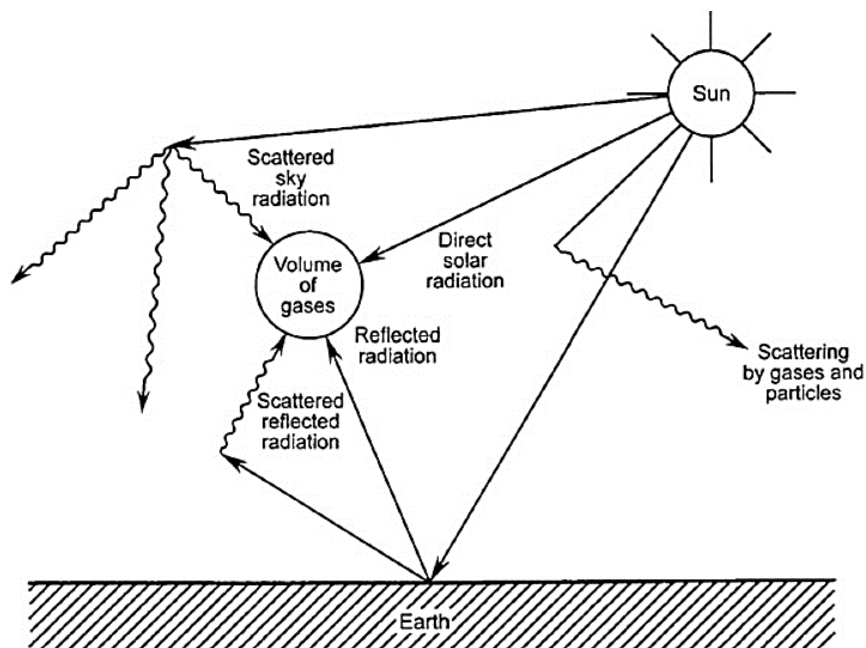 Sun
Scattered
sky
radiation
Direct
solar
radiation
Volume
of
gases
Reflected
radiation
Scattering
by gases and
particles
Scattered
reflected
radiation
Earth